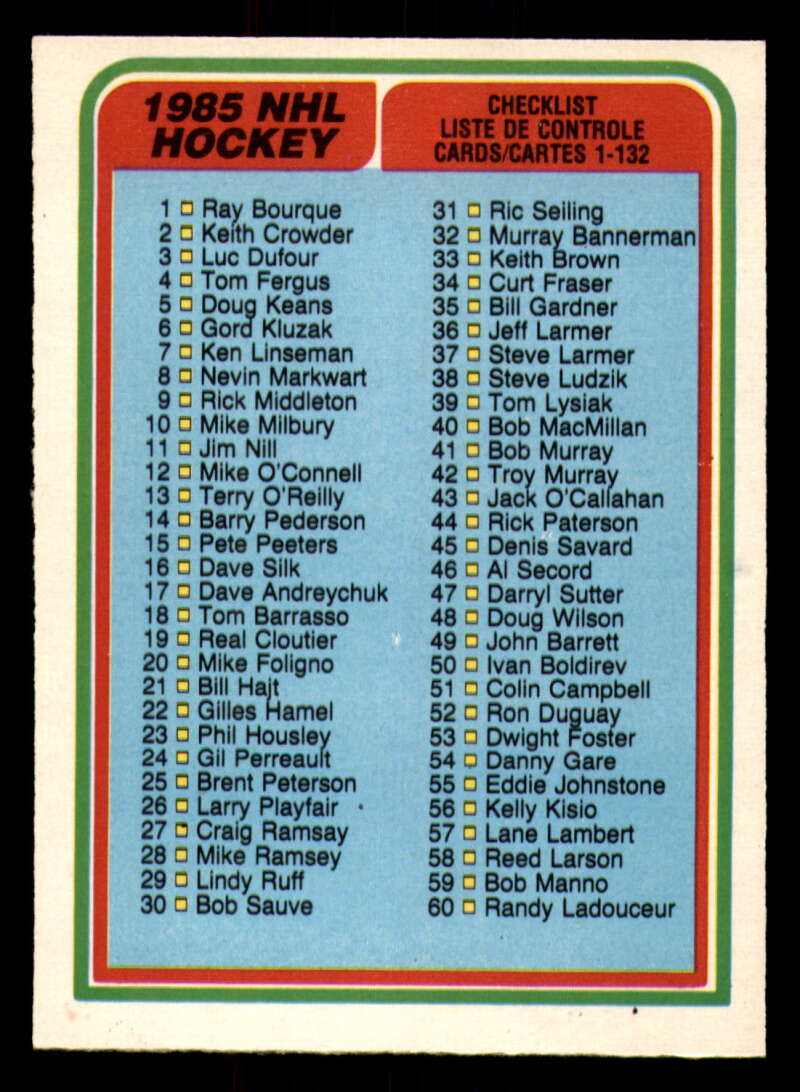 1985 NHL
HOCKEY
CHECKLIST
LISTE DE CONTROLE
CARDS/CARTES 1-132
1 Ray Bourque
2 Keith Crowder
3 Luc Dufour
4 Tom Fergus
5 Doug Keans
6 Gord Kluzak
7 Ken Linseman
8 Nevin Markwart
9 Rick Middleton
10 Mike Milbury
11 Jim Nill
12 Mike O'Connell
13 Terry O'Reilly
14 Barry Pederson
15 Pete Peeters
16 Dave Silk
17 Dave Andreychuk
18 Tom Barrasso
19 Real Cloutier
20 Mike Foligno
21 Bill Hajt
22 Gilles Hamel
23 Phil Housley
24 Gil Perreault
25 Brent Peterson
26 Larry Playfair
27 Craig Ramsay
28 Mike Ramsey
29 Lindy Ruff
30 Bob Sauve
31 Ric Seiling
32 Murray Bannerman
33 Keith Brown
34 Curt Fraser
35 Bill Gardner
36 Jeff Larmer
37 Steve Larmer
38 Steve Ludzik
39 Tom Lysiak
40 Bob MacMillan
41 Bob Murray
42 Troy Murray
43 Jack O'Callahan
44 Rick Paterson
45 Denis Savard
46 Al Secord
47 Darryl Sutter
48 Doug Wilson
49 John Barrett
50 Ivan Boldirev
51 Colin Campbell
52 Ron Duguay
53 Dwight Foster
54 Danny Gare
55 Eddie Johnstone
56 Kelly Kisio
57 Lane Lambert
58 Reed Larson
59 Bob Manno
60 Randy Ladouceur